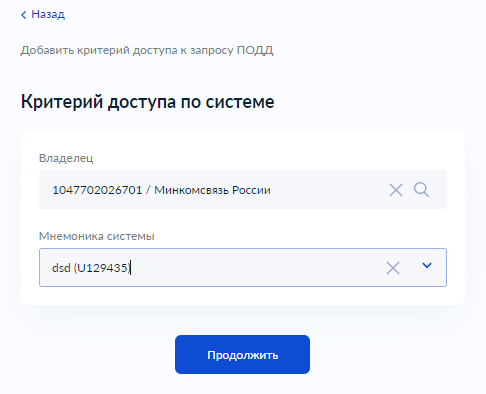 Назад
Добавить критерий доступа к запросу ПОДД
Критерий доступа по системе
Владелец
1047702026701 / Минкомсвязь России
Мнемоника системы
dsd (U129435)
Продолжить